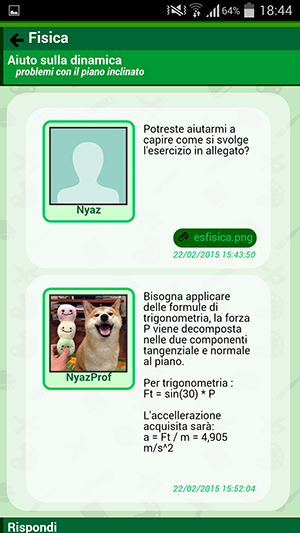 64% 18:44
Fisica
Aiuto sulla dinamica
problemi con il piano inclinato
Potreste aiutarmi a
capire come si svolge
l'esercizio in allegato?
Nyaz
esfisica.png
22/02/2015 15:43:50
Bisogna applicare
delle formule di
trigonometria, la forza
P viene decomposta
nelle due componenti
tangenziale e normale
al piano.
Per trigonometria :
Ft = sin(30) * P
L'accellerazione
acquisita sarà:
a = Ft / m = 4,905
m/s^2
NyazProf
22/02/2015 15:52:04
Rispondi